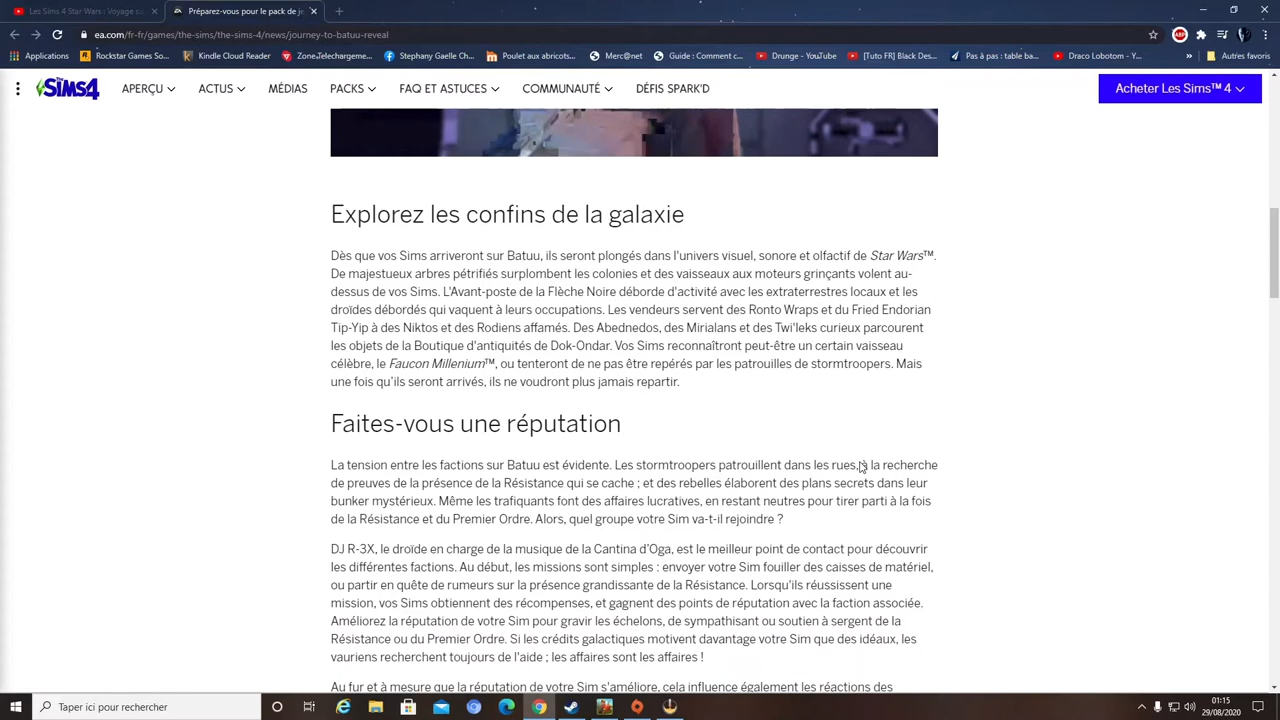 Les Sims 4 Star Wars : Voyage s
Préparez-vous pour le pack de je
ea.com/fr-fr/games/the-sims/the-sims-4/news/journey-to-batuu-reveal
ABP
Applications
Rockstar Games So...
Kindle Cloud Reader
Zone,Telechargeme...
Stephany Gaelle Ch...
Poulet aux abricots...
Merc@net
Guide : Comment c...
Drunge - YouTube
[Tuto FR] Black Des...
Pas à pas : table ba...
Draco Lobotom - Y...
»
Autres favoris
The SiMS4
APERÇU
ACTUS
MÉDIAS
PACKS
FAQ ET ASTUCES
COMMUNAUTÉ
DÉFIS SPARK'D
Acheter Les Sims™ 4
Explorez les confins de la galaxie
Dès que vos Sims arriveront sur Batuu, ils seront plongés dans l'univers visuel, sonore et olfactif de Star Wars™.
De majestueux arbres pétrifiés surplombent les colonies et des vaisseaux aux moteurs grinçants volent au-
dessus de vos Sims. L'Avant-poste de la Flèche Noire déborde d'activité avec les extraterrestres locaux et les
droïdes débordés qui vaquent à leurs occupations. Les vendeurs servent des Ronto Wraps et du Fried Endorian
Tip-Yip à des Niktos et des Rodiens affamés. Des Abednedos, des Mirialans et des Twi'leks curieux parcourent
les objets de la Boutique d'antiquités de Dok-Ondar. Vos Sims reconnaîtront peut-être un certain vaisseau
célèbre, le Faucon Millenium™, ou tenteront de ne pas être repérés par les patrouilles de stormtroopers. Mais
une fois qu'ils seront arrivés, ils ne voudront plus jamais repartir.
Faites-vous une réputation
La tension entre les factions sur Batuu est évidente. Les stormtroopers patrouillent dans les rues, à la recherche
de preuves de la présence de la Résistance qui se cache ; et des rebelles élaborent des plans secrets dans leur
bunker mystérieux. Même les trafiquants font des affaires lucratives, en restant neutres pour tirer parti à la fois
de la Résistance et du Premier Ordre. Alors, quel groupe votre Sim va-t-il rejoindre ?
DJ R-3X, le droïde en charge de la musique de la Cantina d'Oga, est le meilleur point de contact pour découvrir
les différentes factions. Au début, les missions sont simples : envoyer votre Sim fouiller des caisses de matériel,
ou partir en quête de rumeurs sur la présence grandissante de la Résistance. Lorsqu'ils réussissent une
mission, vos Sims obtiennent des récompenses, et gagnent des points de réputation avec la faction associée.
Améliorez la réputation de votre Sim pour gravir les échelons, de sympathisant ou soutien à sergent de la
Résistance ou du Premier Ordre. Si les crédits galactiques motivent davantage votre Sim que des idéaux, les
vauriens recherchent toujours de l'aide ; les affaires sont les affaires !
Au fur et à mesure que la réputation de votre Sim s'améliore, cela influence également les réactions des
Taper ici pour rechercher
01:15
29/08/2020